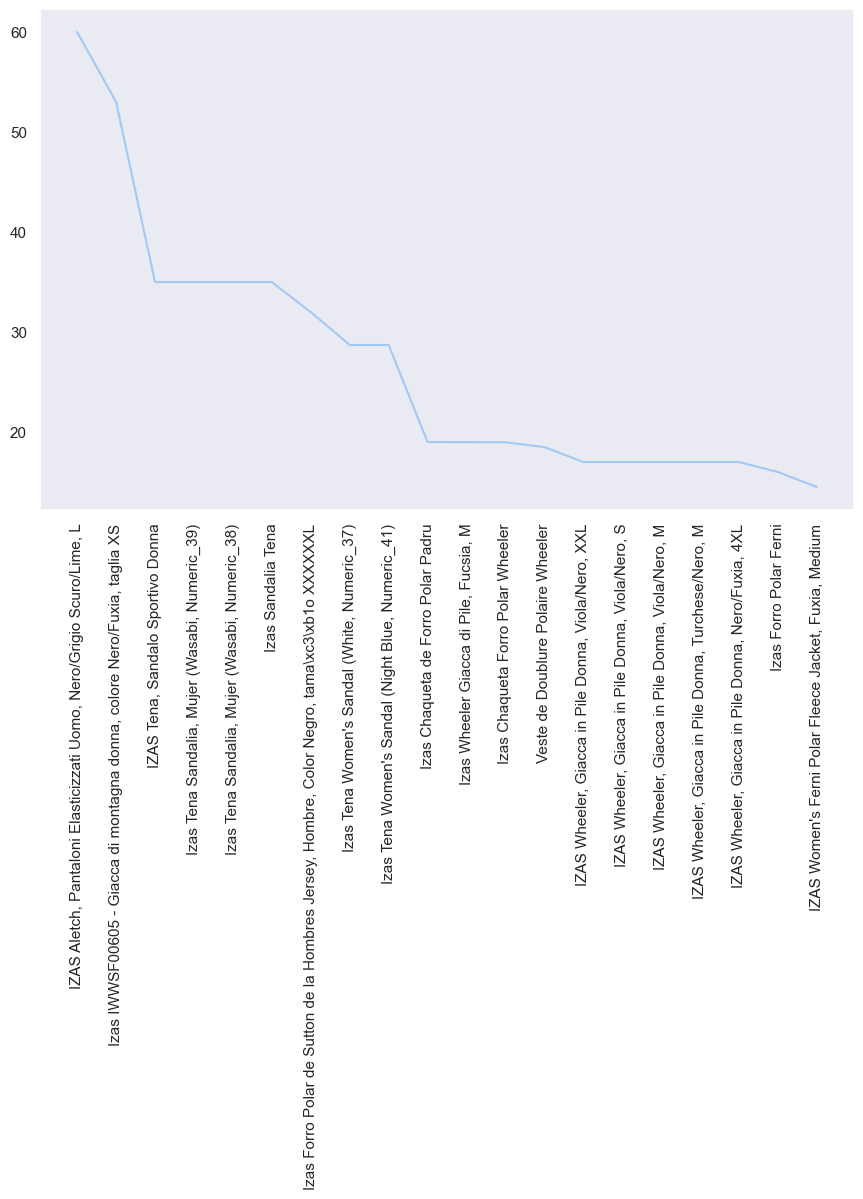 60
50
40
30
20
IZAS Aletch, Pantaloni Elasticizzati Uomo, Nero/Grigio Scuro/Lime, L
Izas IWWSF00605 - Giacca di montagna donna, colore Nero/Fuxia, taglia XS
IZAS Tena, Sandalo Sportivo Donna
Izas Tena Sandalia, Mujer (Wasabi, Numeric_39)
Izas Tena Sandalia, Mujer (Wasabi, Numeric_38)
Izas Sandalia Tena
Izas Forro Polar de Sutton de la Hombres Jersey, Hombre, Color Negro, tama\xc3\xb1o XXXXXXL
Izas Tena Women's Sandal (White, Numeric_37)
Izas Tena Women's Sandal (Night Blue, Numeric_41)
Izas Chaqueta de Forro Polar Padru
Izas Wheeler Giacca di Pile, Fucsia, M
Izas Chaqueta Forro Polar Wheeler
Veste de Doublure Polaire Wheeler
IZAS Wheeler, Giacca in Pile Donna, Viola/Nero, XXL
IZAS Wheeler, Giacca in Pile Donna, Viola/Nero, S
IZAS Wheeler, Giacca in Pile Donna, Viola/Nero, M
IZAS Wheeler, Giacca in Pile Donna, Turchese/Nero, M
IZAS Wheeler, Giacca in Pile Donna, Nero/Fuxia, 4XL
Izas Forro Polar Ferni
IZAS Women's Ferni Polar Fleece Jacket, Fuxia, Medium